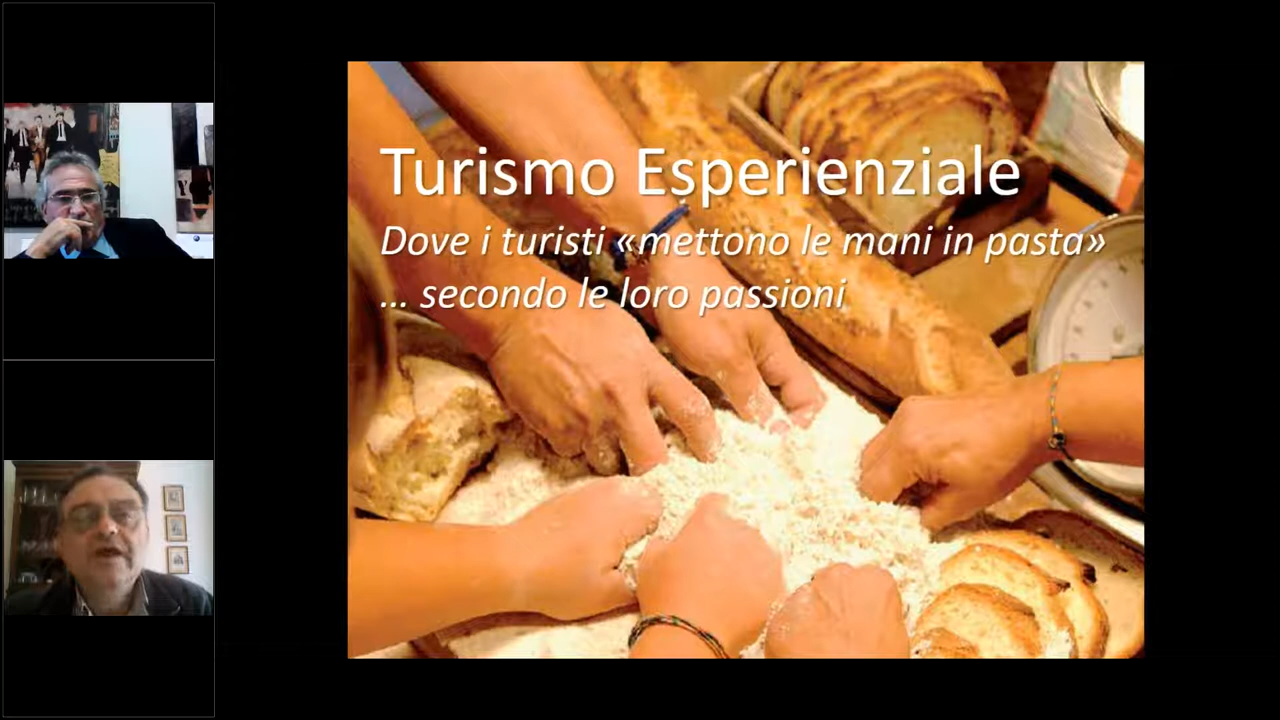 Turismo Esperienziale
Dove i turisti «mettono le mani in pasta»
... secondo le loro passioni